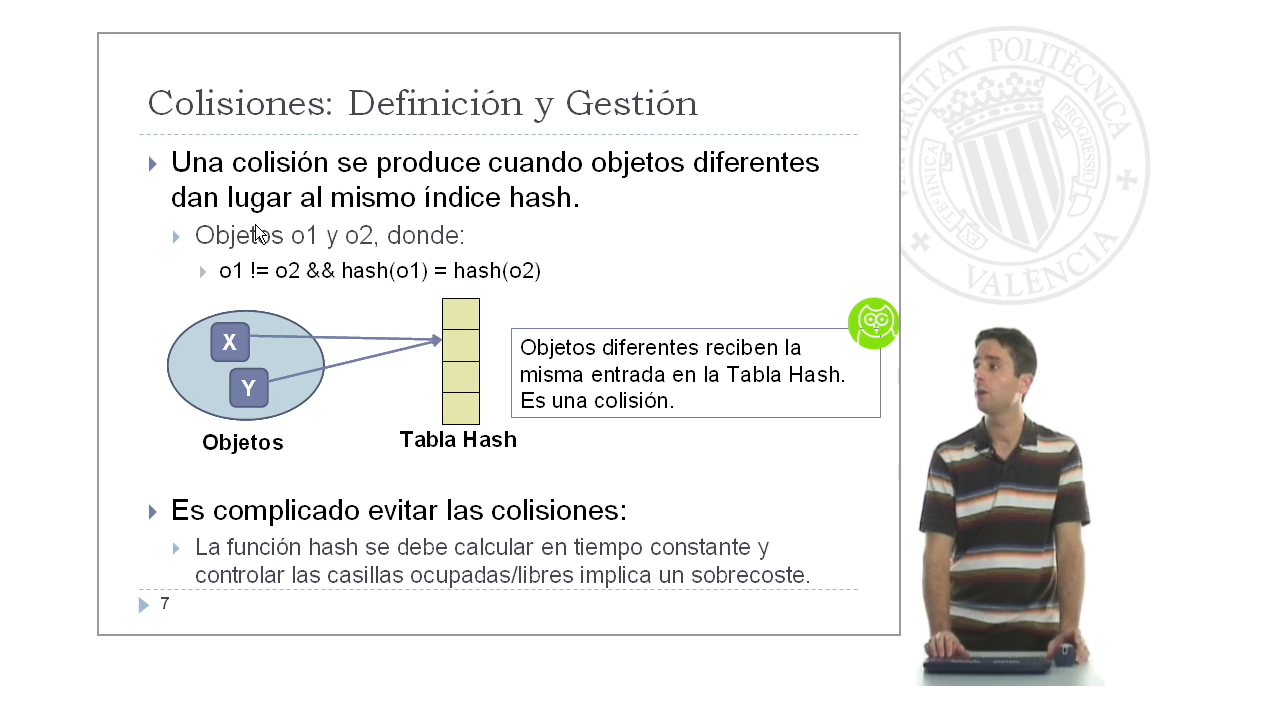 Colisiones: Definición y Gestión
Una colisión se produce cuando objetos diferentes
dan lugar al mismo índice hash.
Objetos o1 y o2, donde:
o1 != o2 && hash(o1) = hash(o2)
X
Y
Objetos
Tabla Hash
Objetos diferentes reciben la
misma entrada en la Tabla Hash.
Es una colisión.
Es complicado evitar las colisiones:
La función hash se debe calcular en tiempo constante y
controlar las casillas ocupadas/libres implica un sobrecoste.
7
POLITÈCNICA
VALÈNCIA